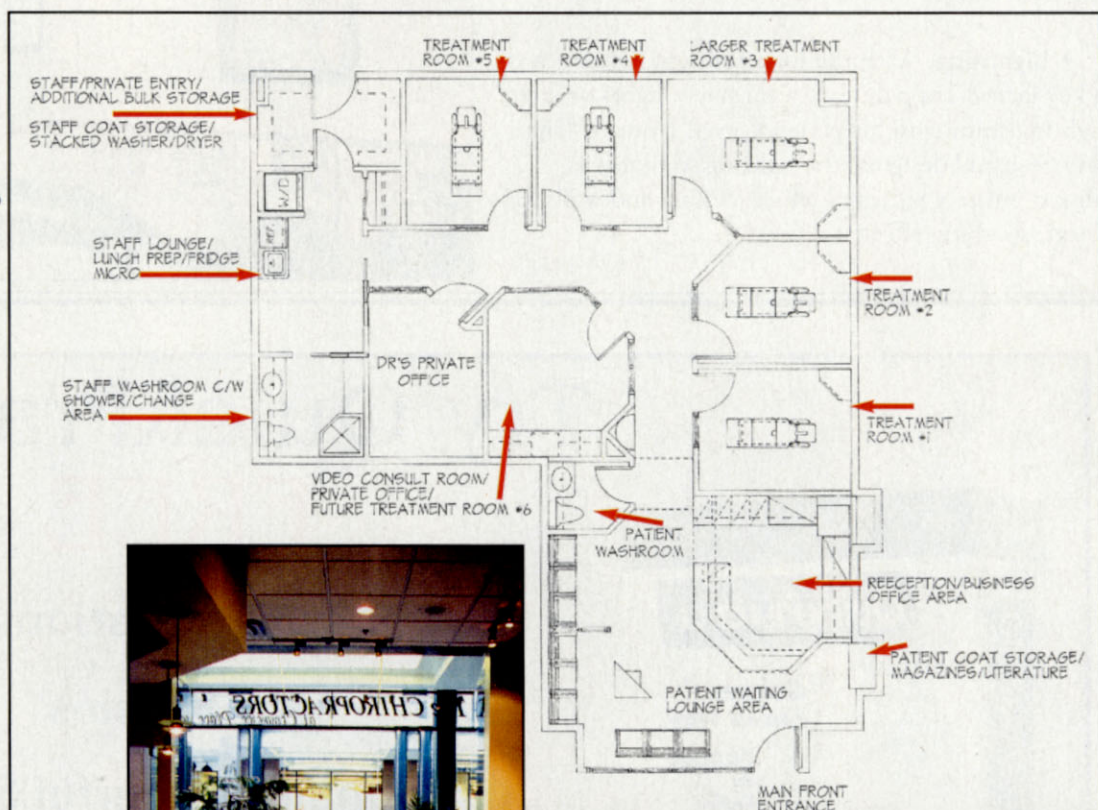 TREATMENT
ROOM #5
TREATMENT
ROOM #4
LARGER TREATMENT
ROOM #3
STAFF/PRIVATE ENTRY/
ADDITIONAL BULK STORAGE
STAFF COAT STORAGE/
STACKED WASHER/DRYER
W/D
REF.
STAFF LOUNGE/
LUNCH PREP/FRIDGE
MICRO
TREATMENT
ROOM #2
DR'S PRIVATE
OFFICE
STAFF WASHROOM C/W
SHOWER/CHANGE
AREA
TREATMENT
ROOM #1
VDEO CONSULT ROOM/
PRIVATE OFFICE/
FUTURE TREATMENT ROOM #6
PATIENT
WASHROOM
REECEPTION/BUSINESS
OFFICE AREA
PATIENT COAT STORAGE/
MAGAZINES/LITERATURE
PATIENT WAITING
LOUNGE AREA
MAIN FRONT
ENTRANCE
CHIROPRACTORS